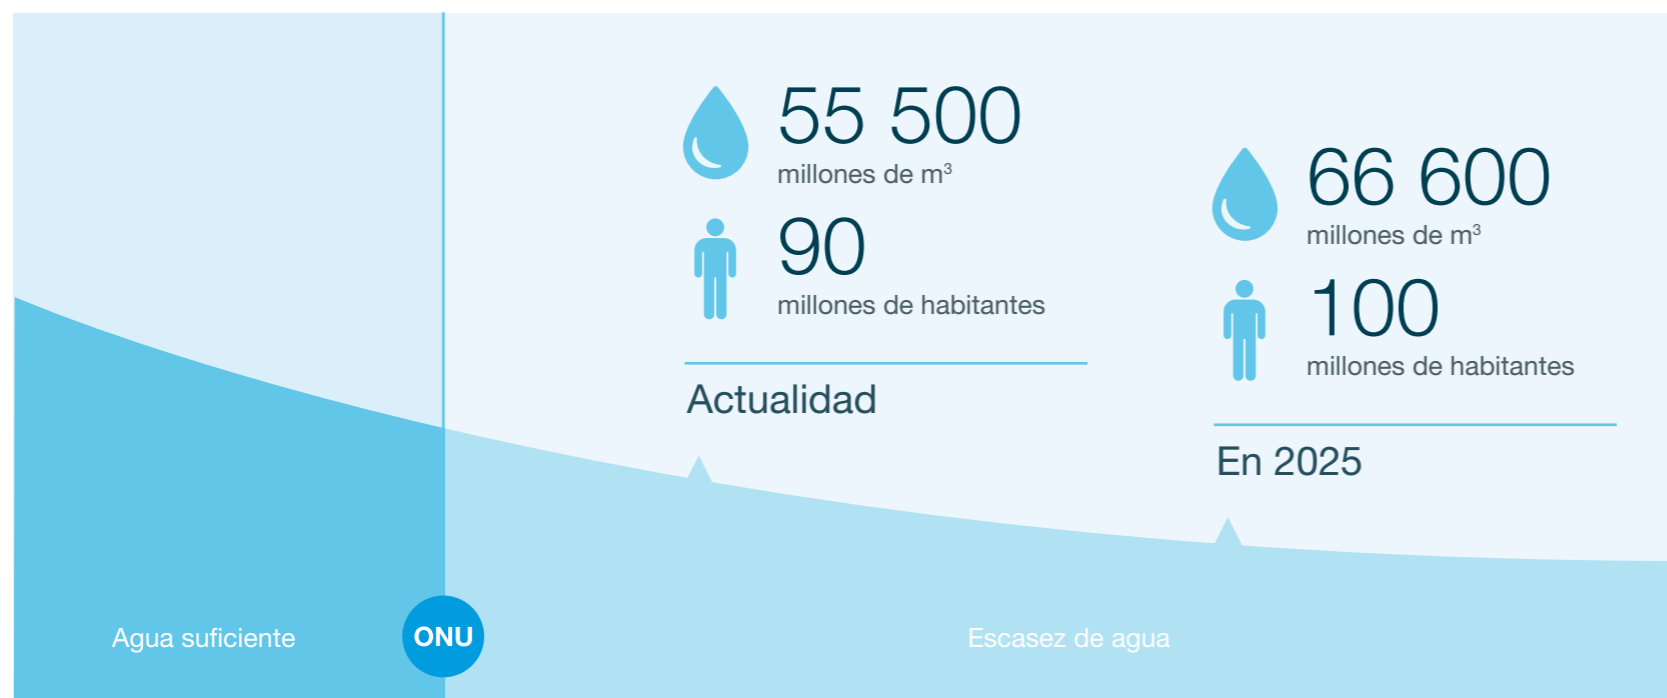 55 500
millones de m³
90
millones de habitantes
Actualidad
66 600
millones de m³
100
millones de habitantes
En 2025
Agua suficiente
ONU
Escasez de agua